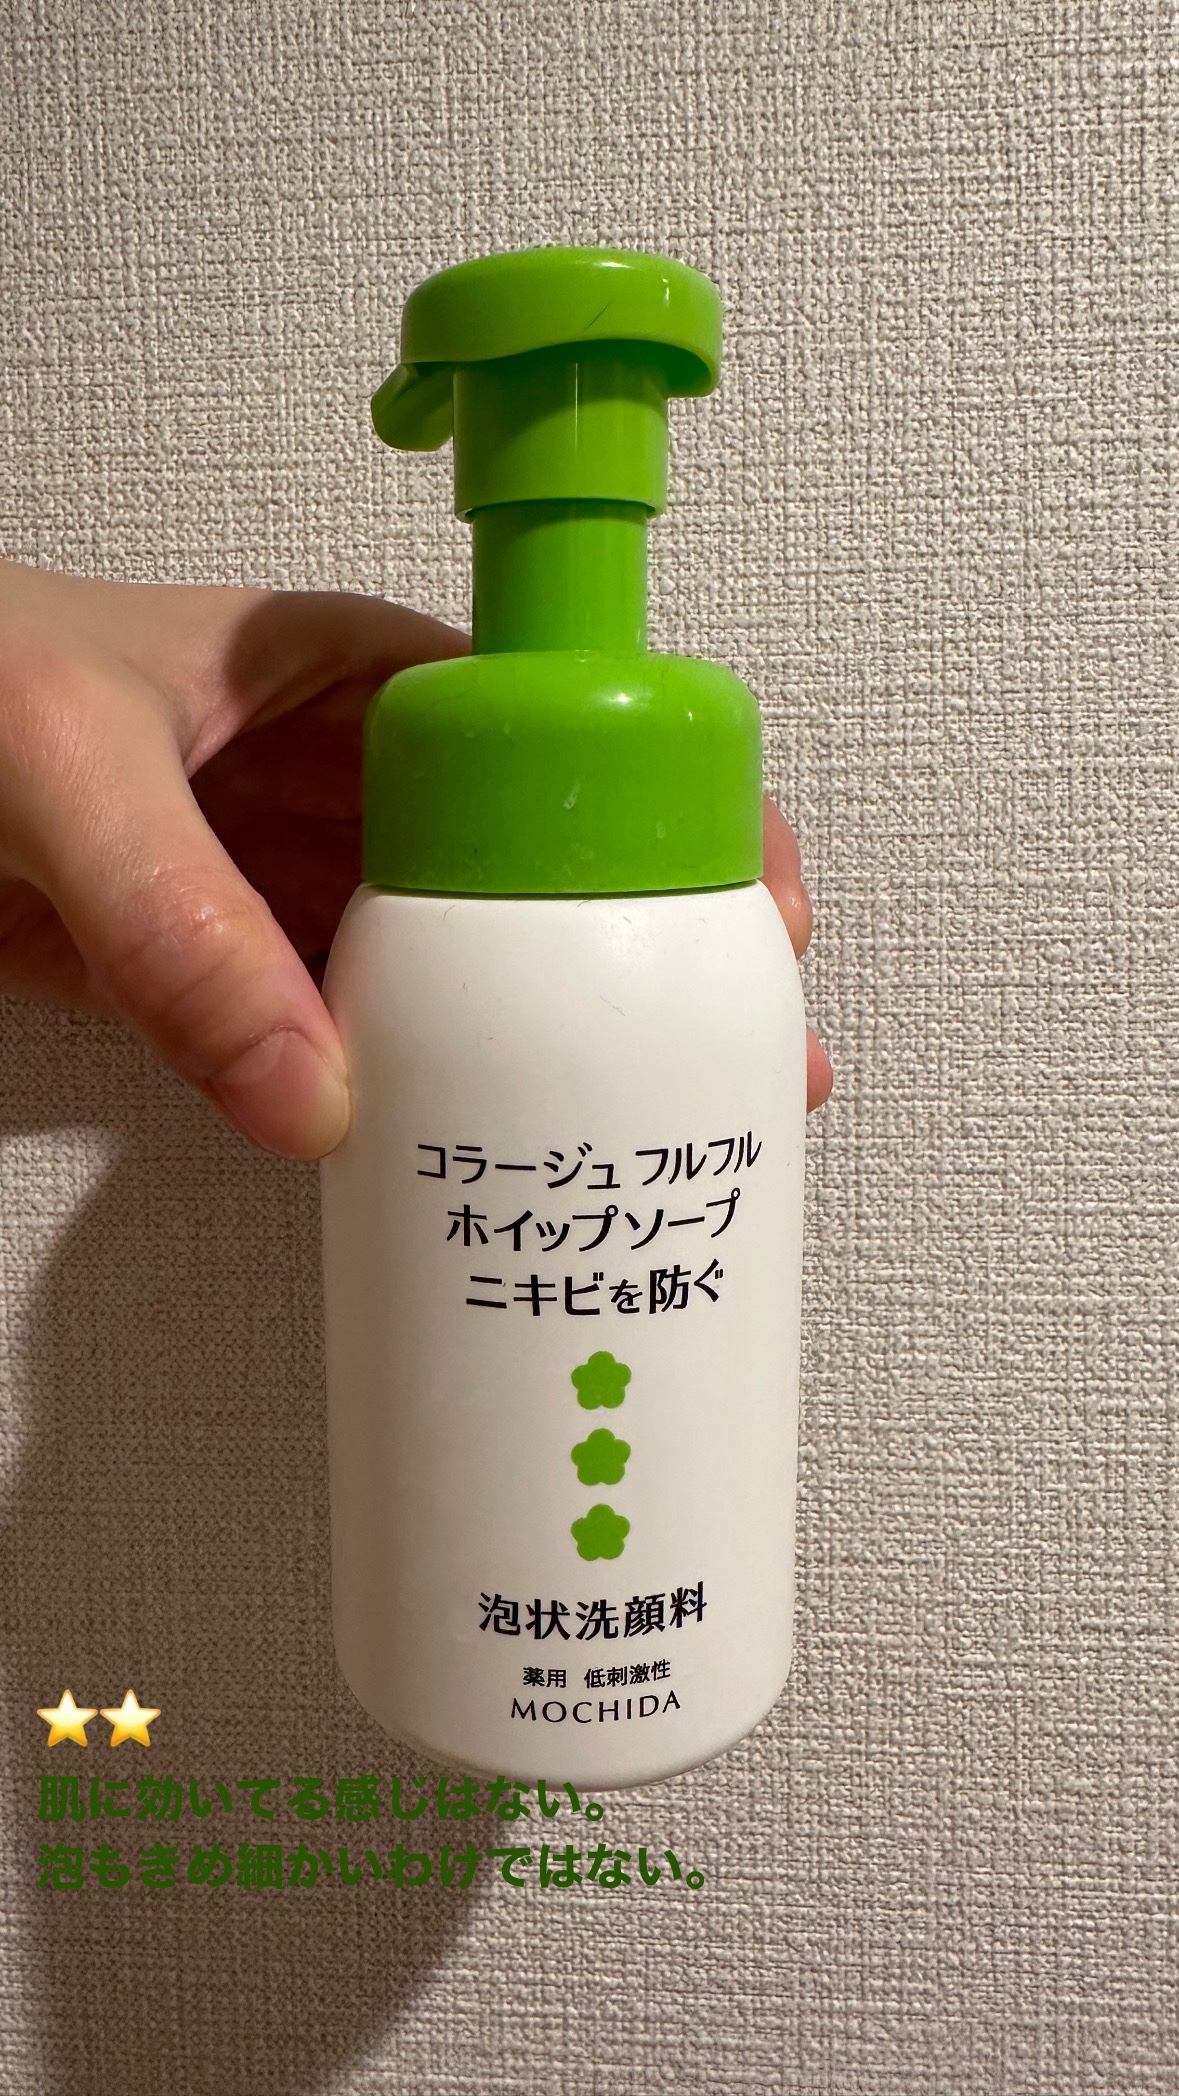 コラージュ フルフル
ホイップソープ
ニキビを防ぐ
泡状洗顔料
薬用 低刺激性
MOCHIDA
⭐⭐
肌に効いてる感じはない。
泡もきめ細かいわけではない。